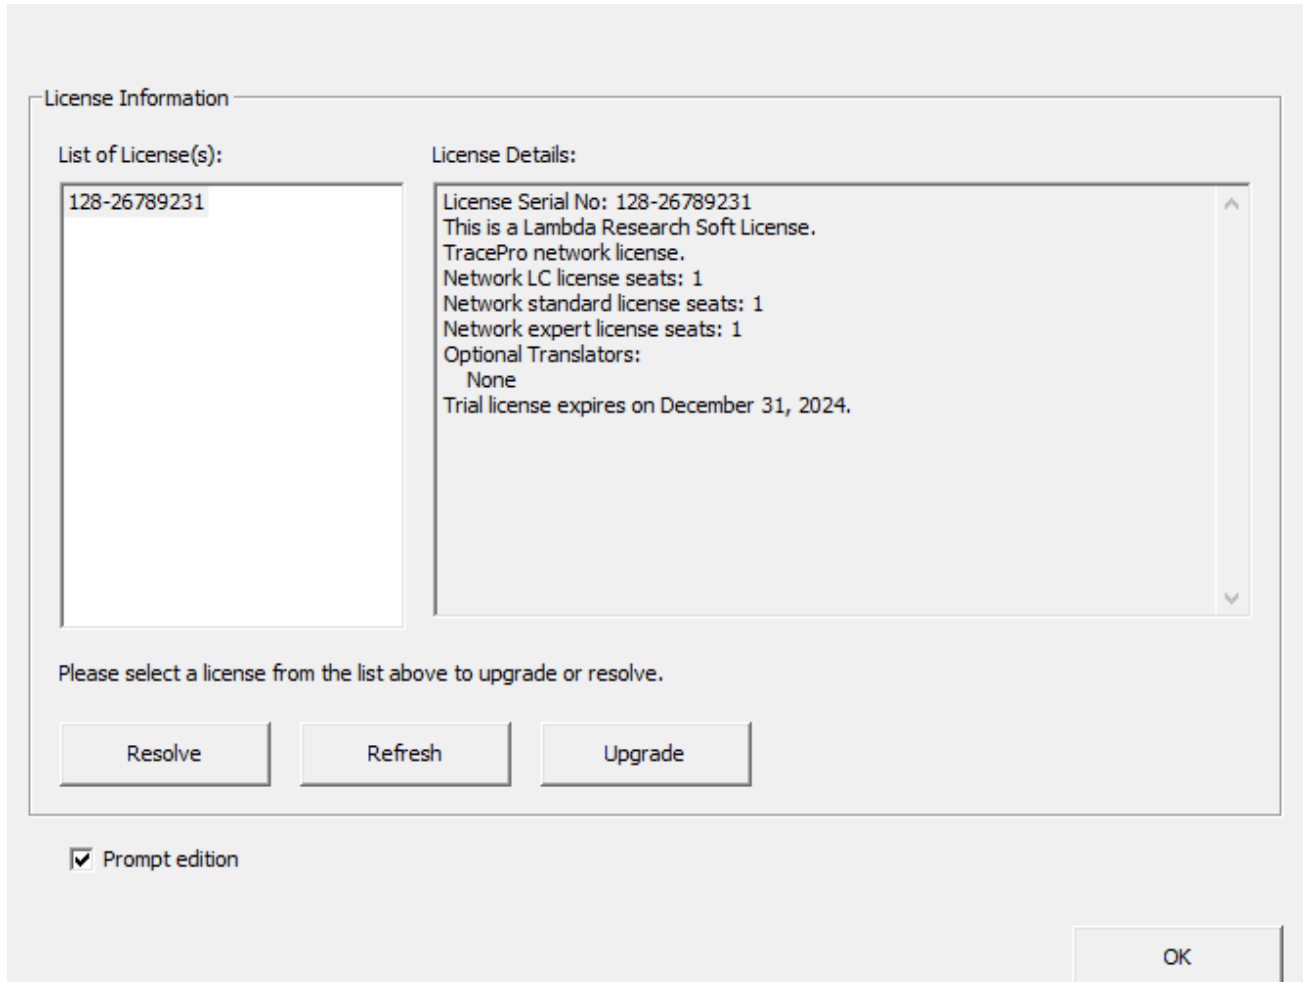 License Information
List of License(s):
128-26789231
License Details:
License Serial No: 128-26789231
This is a Lambda Research Soft License.
TracePro network license.
Network LC license seats: 1
Network standard license seats: 1
Network expert license seats: 1
Optional Translators:
None
Trial license expires on December 31, 2024.
Please select a license from the list above to upgrade or resolve.
Resolve
Refresh
Upgrade
Prompt edition
OK